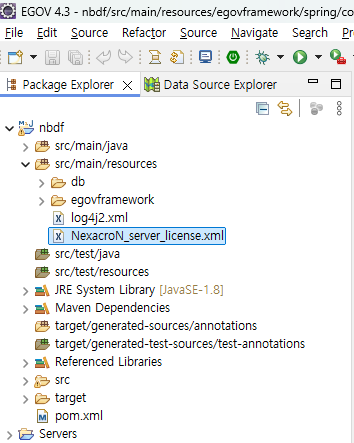 EGOV 4.3 - nbdf/src/main/resources/egovframework/spring/co
File Edit Source Refactor Source Navigate Search
Package Explorer Data Source Explorer
nbdf
src/main/java
src/main/resources
db
egovframework
log4j2.xml
NexacroN_server_license.xml
src/test/java
src/test/resources
JRE System Library [JavaSE-1.8]
Maven Dependencies
target/generated-sources/annotations
target/generated-test-sources/test-annotations
Referenced Libraries
src
target
pom.xml
Servers